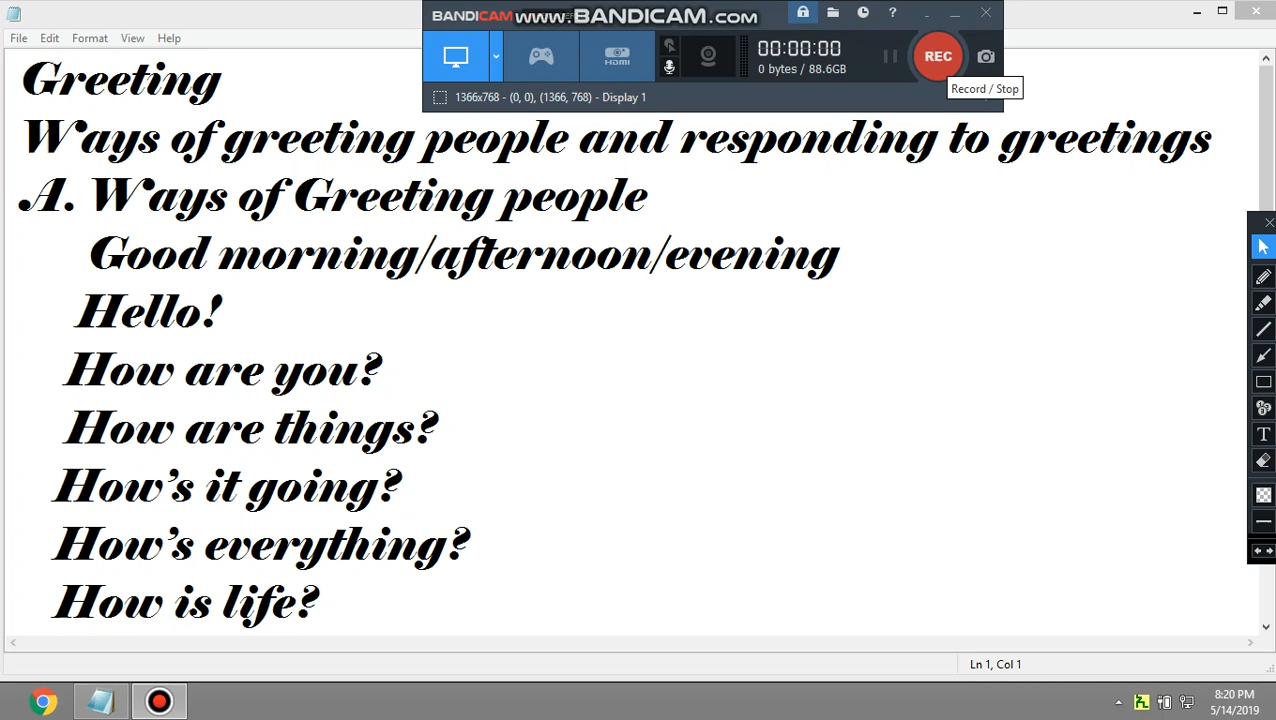 BANDICAM www.BANDICAM.com
File Edit Format View Help
HDMI
00:00:00
0 bytes / 88.6GB
REC
Record / Stop
1366x768 - (0, 0), (1366, 768) - Display 1
Greeting
Ways of greeting people and responding to greetings
A. Ways of Greeting people
Good morning/afternoon/evening
Hello!
How are you?
How are things?
How's it going?
How's everything?
How is life?
Ln 1, Col 1
8:20 PM
5/14/2019